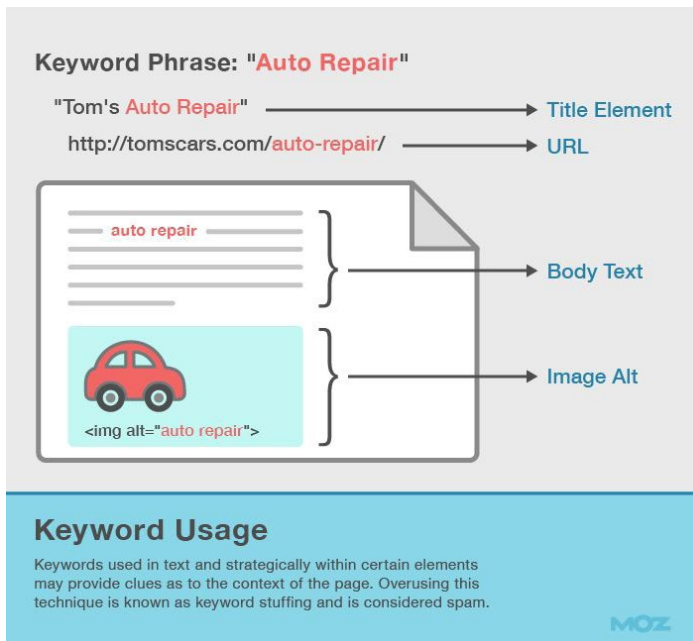 Keyword Phrase: "Auto Repair"
"Tom's Auto Repair"
Title Element
http://tomscars.com/auto-repair/
URL
auto repair
Body Text
Image Alt
<img alt="auto repair">
Keyword Usage
Keywords used in text and strategically within certain elements
may provide clues as to the context of the page. Overusing this
technique is known as keyword stuffing and is considered spam.
MOZ